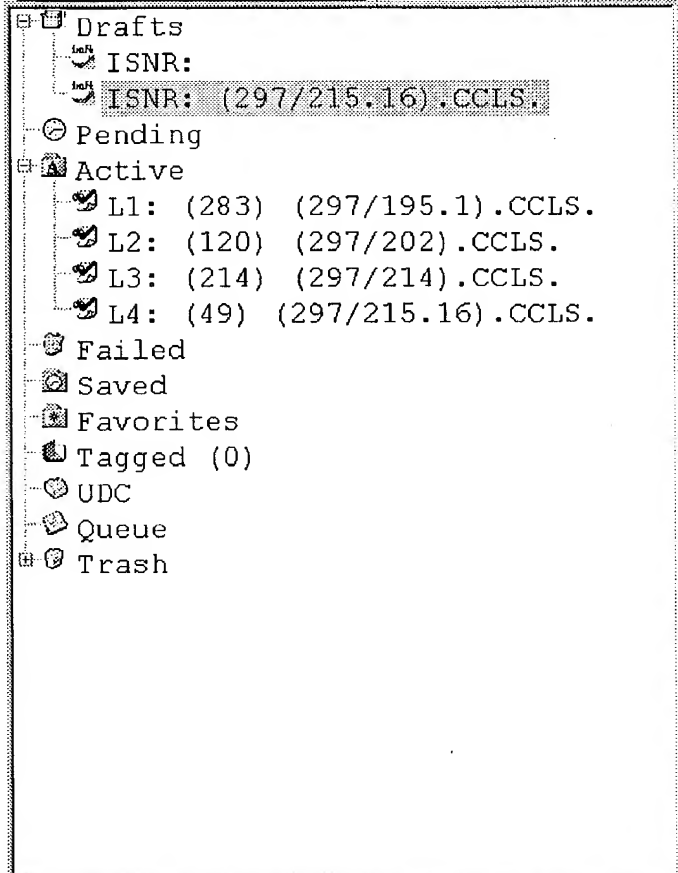 Drafts
ISNR:
ISNR: (297/215.16).CCLS.
Pending
Active
L1: (283) (297/195.1).CCLS.
L2: (120) (297/202).CCLS.
L3: (214) (297/214).CCLS.
L4: (49) (297/215.16).CCLS.
Failed
Saved
Favorites
Tagged (0)
UDC
Queue
Trash